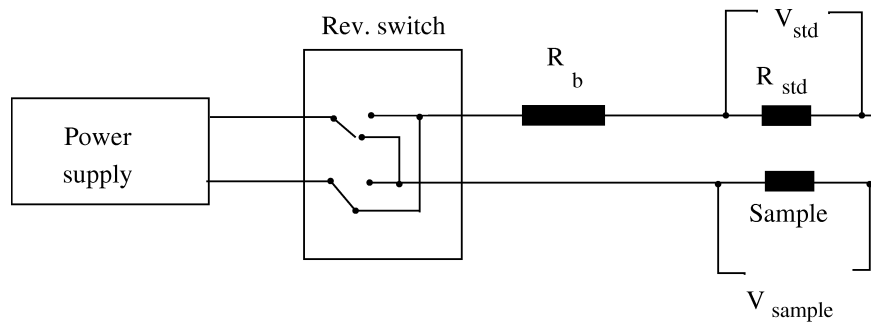 Rev. switch
Power
supply
R b
V std
R std
Sample
V sample